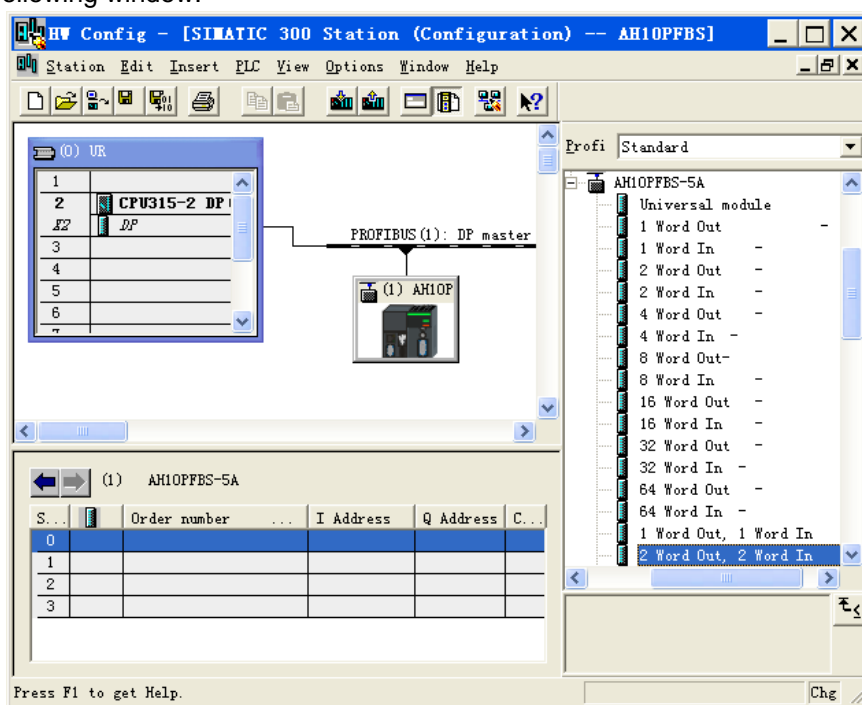 ollowing window.
HW Config - [SIMATIC 300 Station (Configuration) -- AH10PFBS]
Station Edit Insert PLC View Options Window Help
(0) UR
1
2 CPU315-2 DP
X2 DP
3
4
5
6
PROFIBUS(1): DP master
(1) AH10P
Profi Standard
AH10PFBS-5A
Universal module
1 Word Out -
1 Word In -
2 Word Out -
2 Word In -
4 Word Out -
4 Word In -
8 Word Out-
8 Word In -
16 Word Out -
16 Word In -
32 Word Out -
32 Word In -
64 Word Out -
64 Word In -
1 Word Out, 1 Word In
2 Word Out, 2 Word In
(1) AH10PFBS-5A
S... Order number ... I Address Q Address C...
0
1
2
3
Press F1 to get Help.
Chg